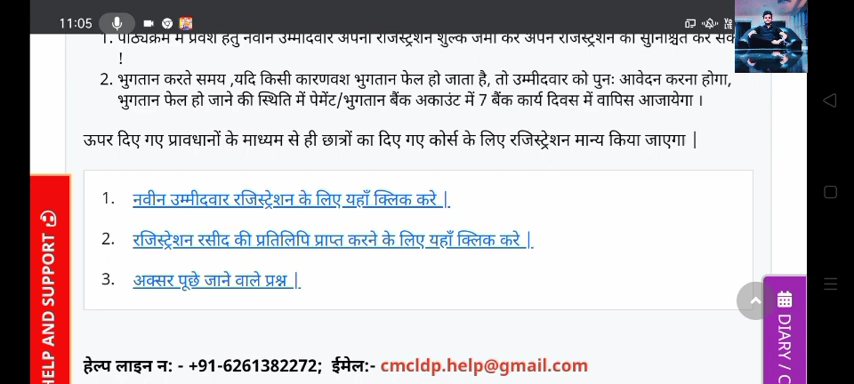 11:05
1. पाठ्यक्रम में प्रवेश हेतु नवीन उम्मीदवार अपना रजिस्ट्रेशन शुल्क जमा कर अपने रजिस्ट्रेशन को सुनिश्चित कर
!
2. भुगतान करते समय ,यदि किसी कारणवश भुगतान फेल हो जाता है, तो उम्मीदवार को पुनः आवेदन करना होगा,
भुगतान फेल हो जाने की स्थिति में पेमेंट/भुगतान बैंक अकाउंट में 7 बैंक कार्य दिवस में वापिस आजायेगा ।
ऊपर दिए गए प्रावधानों के माध्यम से ही छात्रों का दिए गए कोर्स के लिए रजिस्ट्रेशन मान्य किया जाएगा |
1. नवीन उम्मीदवार रजिस्ट्रेशन के लिए यहाँ क्लिक करे |
2. रजिस्ट्रेशन रसीद की प्रतिलिपि प्राप्त करने के लिए यहाँ क्लिक करे |
3. अक्सर पूछे जाने वाले प्रश्न |
HELP AND SUPPORT
DIARY /
हेल्प लाइन न: - +91-6261382272; ईमेल:- cmcldp.help@gmail.com